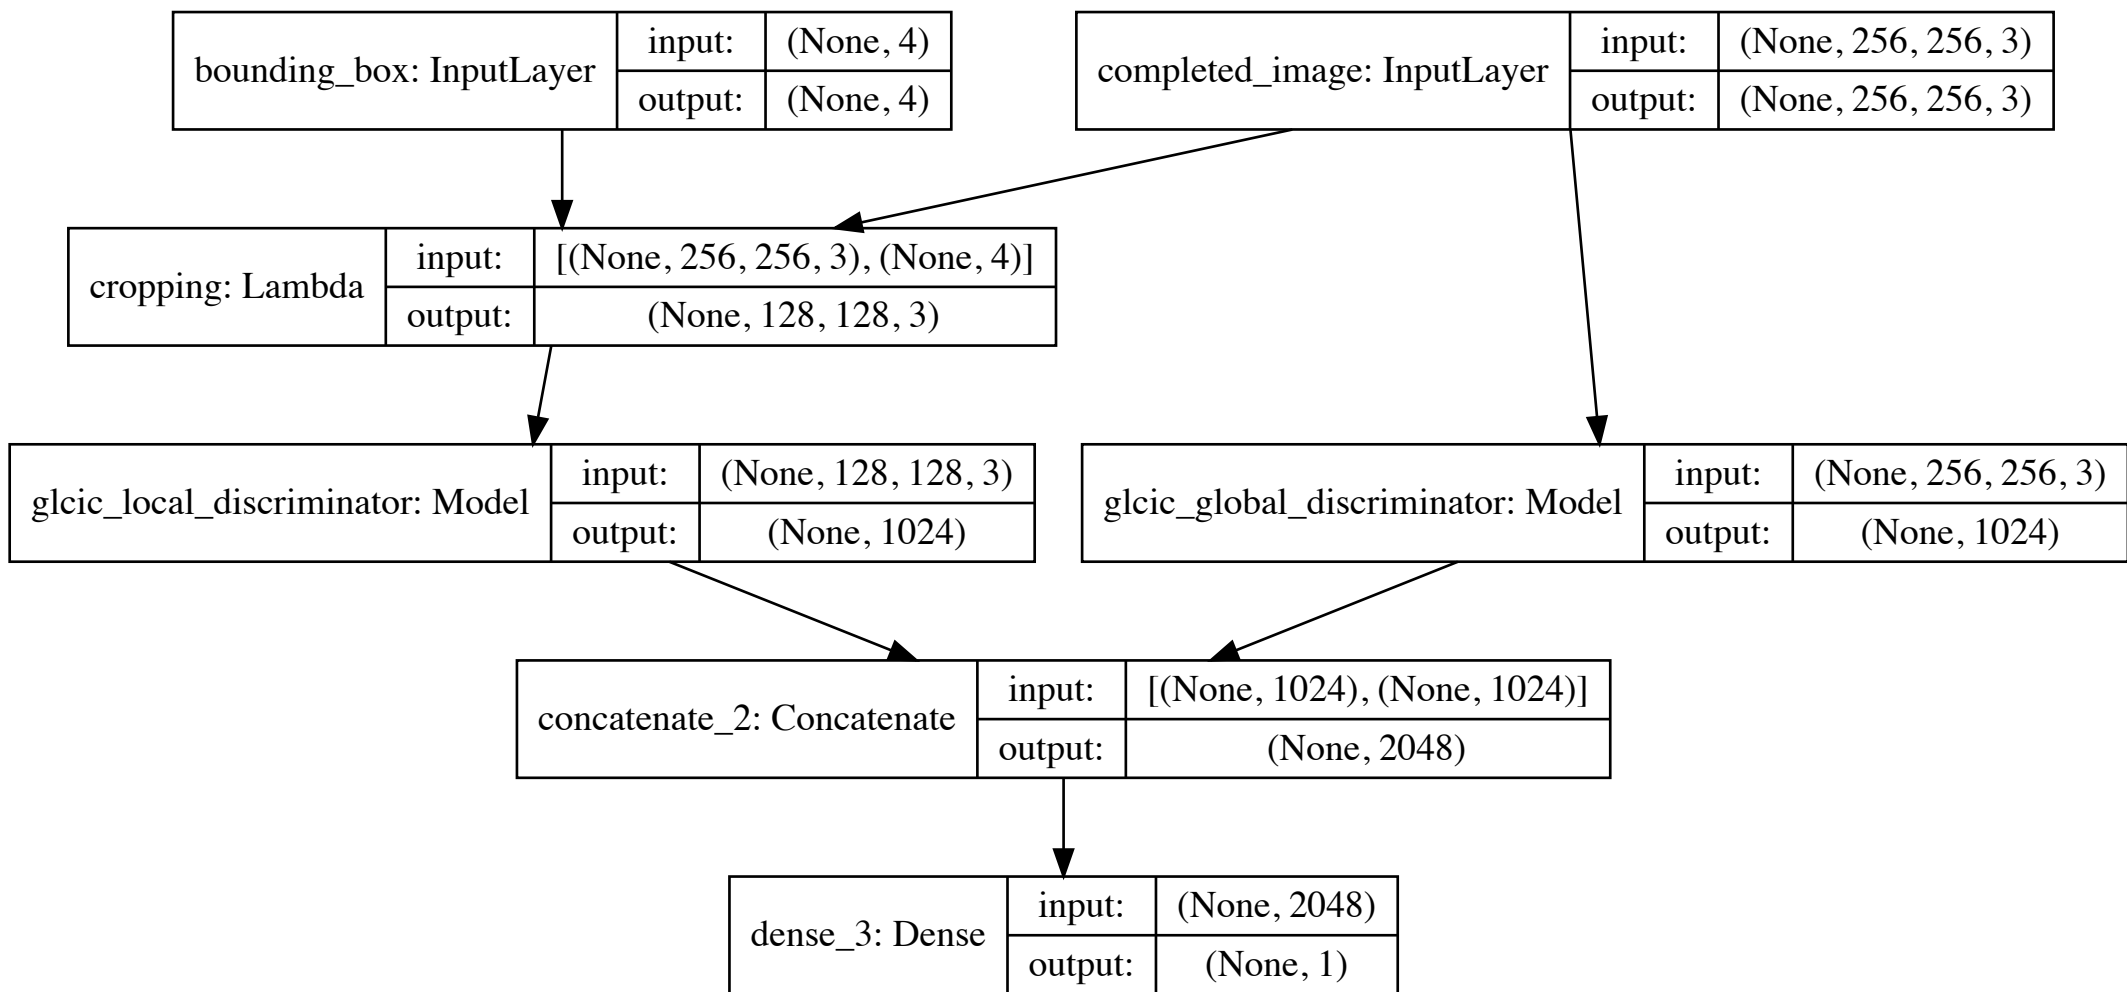 bounding_box: InputLayer
input:
(None, 4)
output:
(None, 4)
completed_image: InputLayer
input:
(None, 256, 256, 3)
output:
(None, 256, 256, 3)
cropping: Lambda
input:
[(None, 256, 256, 3), (None, 4)]
output:
(None, 128, 128, 3)
glcic_local_discriminator: Model
input:
(None, 128, 128, 3)
output:
(None, 1024)
glcic_global_discriminator: Model
input:
(None, 256, 256, 3)
output:
(None, 1024)
concatenate_2: Concatenate
input:
[(None, 1024), (None, 1024)]
output:
(None, 2048)
dense_3: Dense
input:
(None, 2048)
output:
(None, 1)